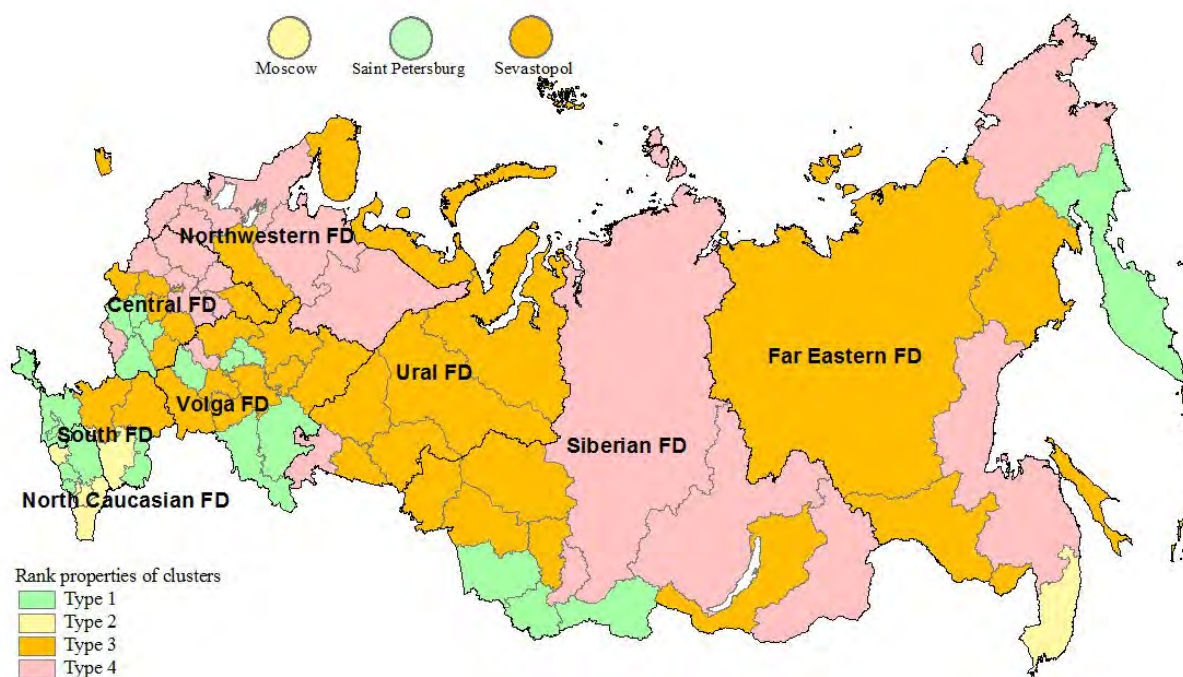 Moscow
Saint Petersburg
Sevastopol
Northwestern FD
Central FD
Ural FD
Far Eastern FD
Volga FD
South FD
Siberian FD
North Caucasian FD
Rank properties of clusters
Type 1
Type 2
Type 3
Type 4